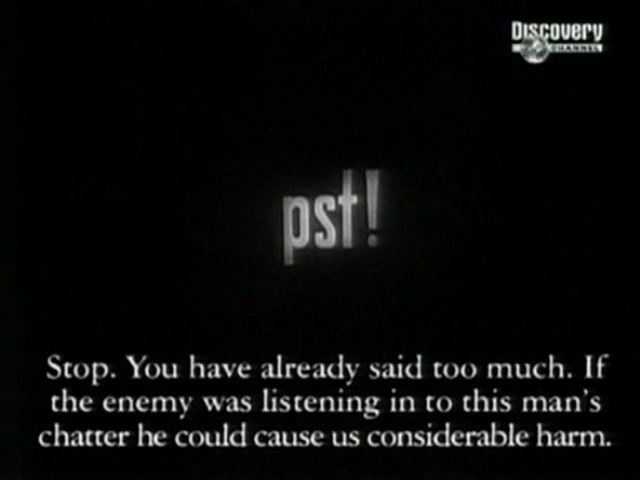 Discovery
CHANNEL
pst!
Stop. You have already said too much. If
the enemy was listening in to this man's
chatter he could cause us considerable harm.